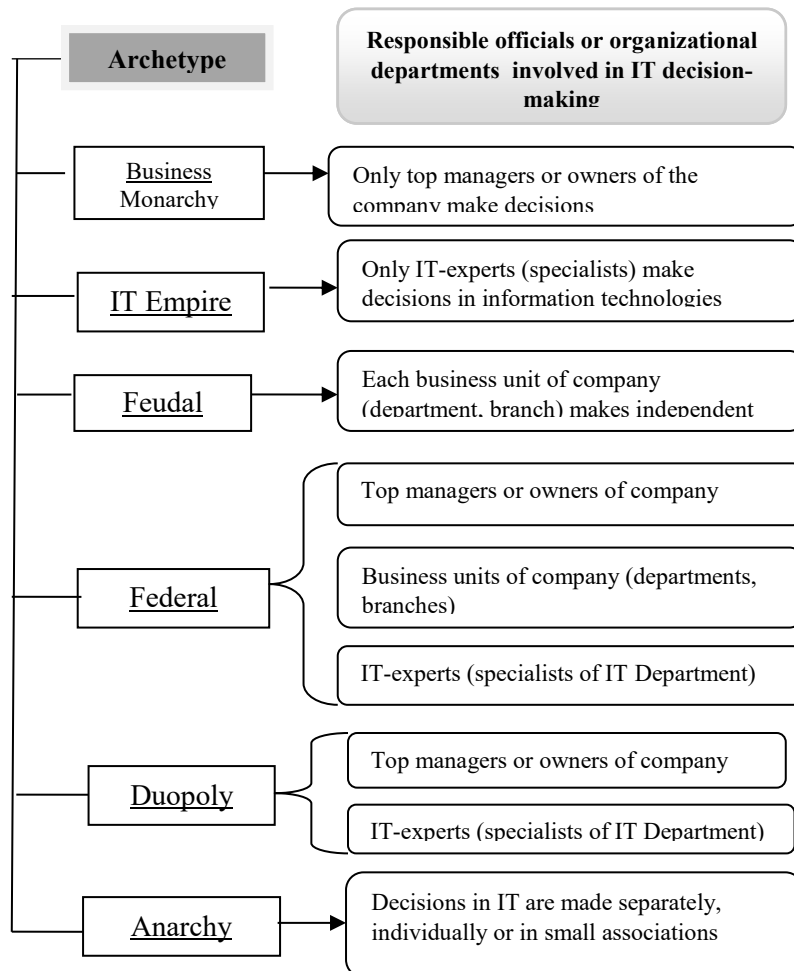 Archetype
Responsible officials or organizational
departments involved in IT decision-
making
Business
Monarchy
Only top managers or owners of the
company make decisions
IT Empire
Only IT-experts (specialists) make
decisions in information technologies
Feudal
Each business unit of company
(department, branch) makes independent
Federal
Top managers or owners of company
Business units of company (departments,
branches)
IT-experts (specialists of IT Department)
Duopoly
Top managers or owners of company
IT-experts (specialists of IT Department)
Anarchy
Decisions in IT are made separately,
individually or in small associations